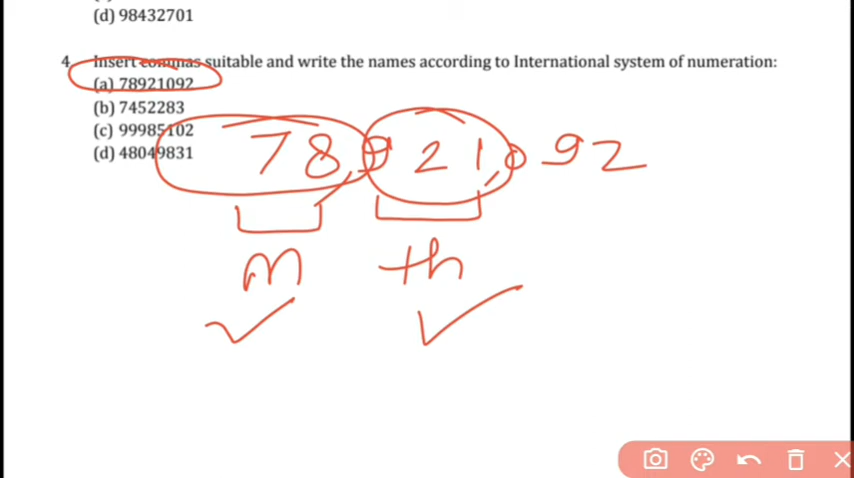 (d) 98432701
4. Insert commas suitable and write the names according to International system of numeration:
(a) 78921092
(b) 7452283
(c) 99985102
(d) 48049831
78,921,092
m th